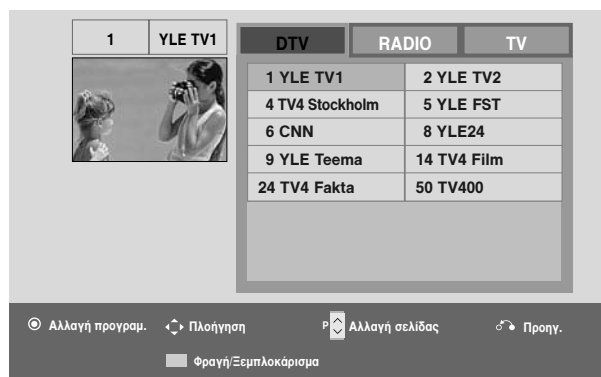 1 YLE TV1
DTV RADIO TV
1 YLE TV1 2 YLE TV2
4 TV4 Stockholm 5 YLE FST
6 CNN 8 YLE24
9 YLE Teema 14 TV4 Film
24 TV4 Fakta 50 TV400
Αλλαγή προγραμ. Πλοήγηση P Αλλαγή σελίδας Προηγ.
Φραγή/Ξεμπλοκάρισμα